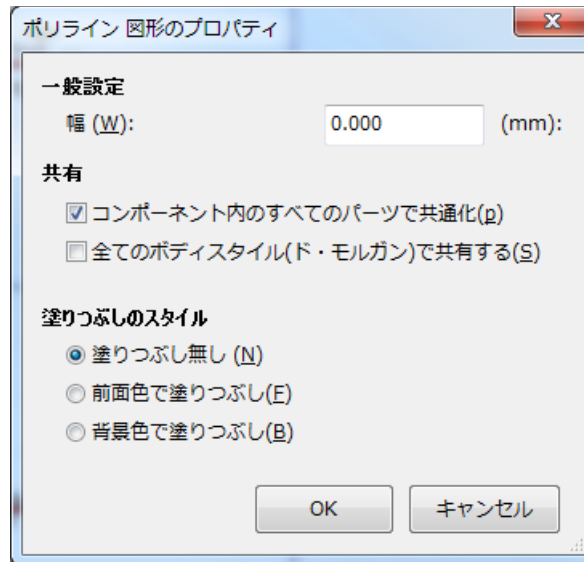 ポリライン 図形のプロパティ
一般設定
幅 (W): 0.000 (mm):
共有
コンポーネント内のすべてのパーツで共通化(p)
全てのボディスタイル(ド・モルガン)で共有する(S)
塗りつぶしのスタイル
塗りつぶし無し (N)
前面色で塗りつぶし(F)
背景色で塗りつぶし(B)
OK キャンセル